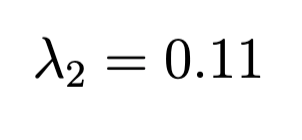 λ₂ = 0.11